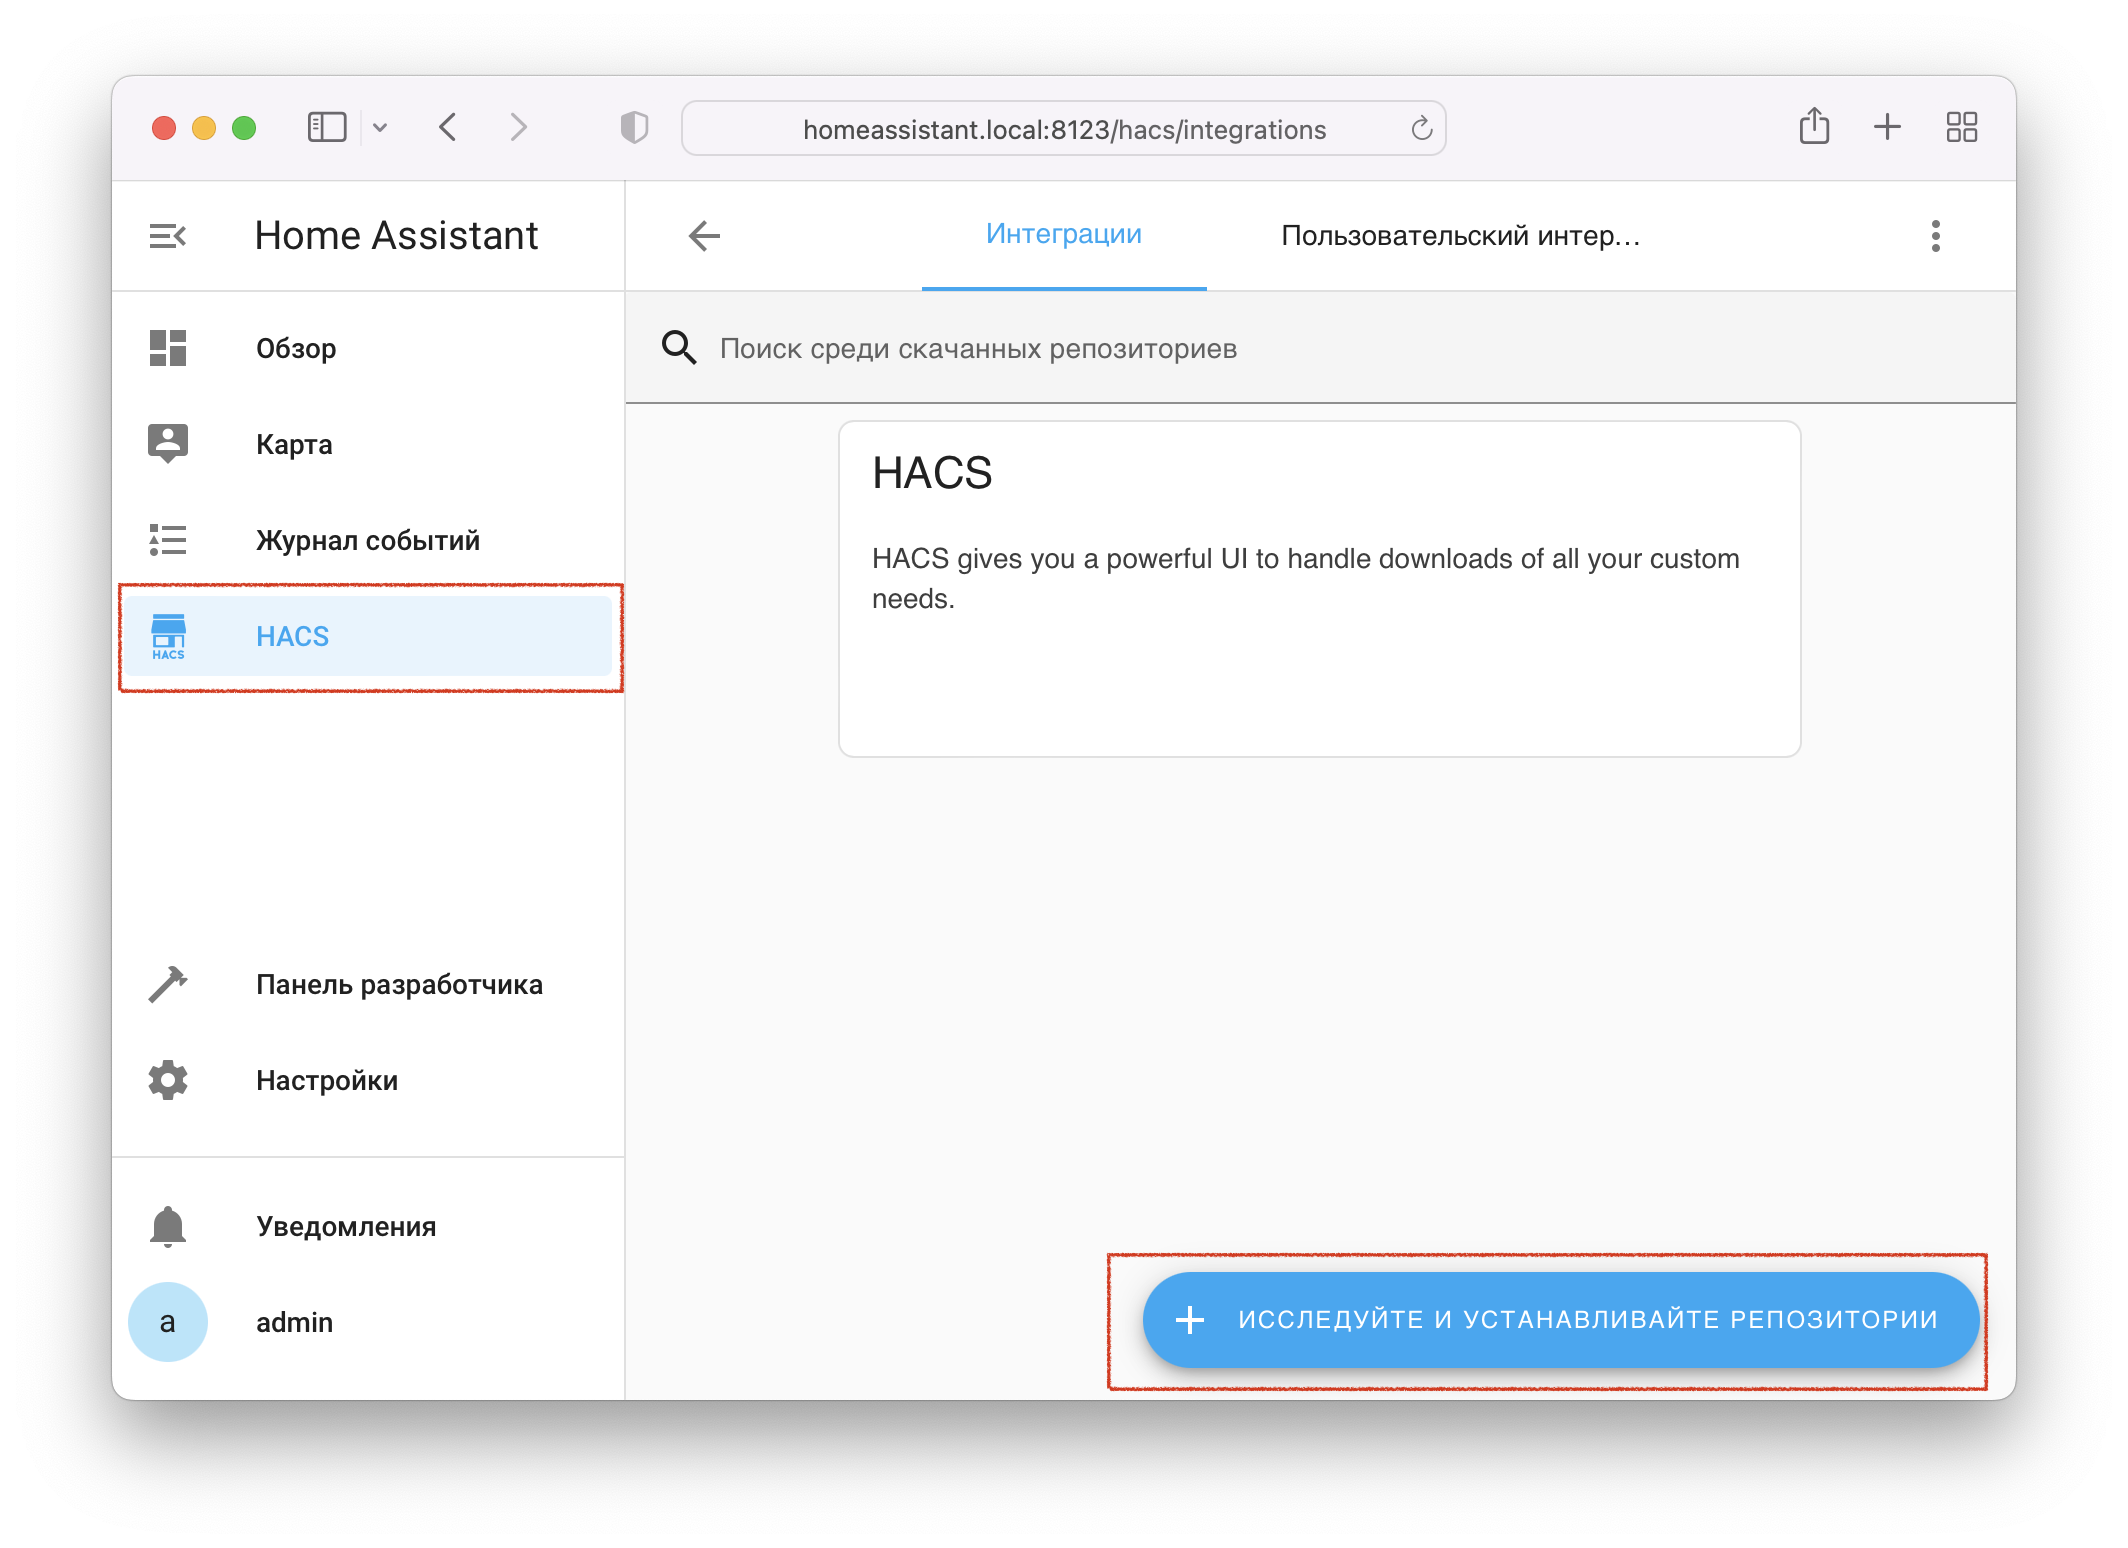 homeassistant.local:8123/hacs/integrations
Home Assistant
Интеграции
Пользовательский интер...
Обзор
Поиск среди скачанных репозиториев
Карта
HACS
Журнал событий
HACS gives you a powerful UI to handle downloads of all your custom
needs.
HACS
HACS
Панель разработчика
Настройки
Уведомления
a
admin
ИССЛЕДУЙТЕ И УСТАНАВЛИВАЙТЕ РЕПОЗИТОРИИ